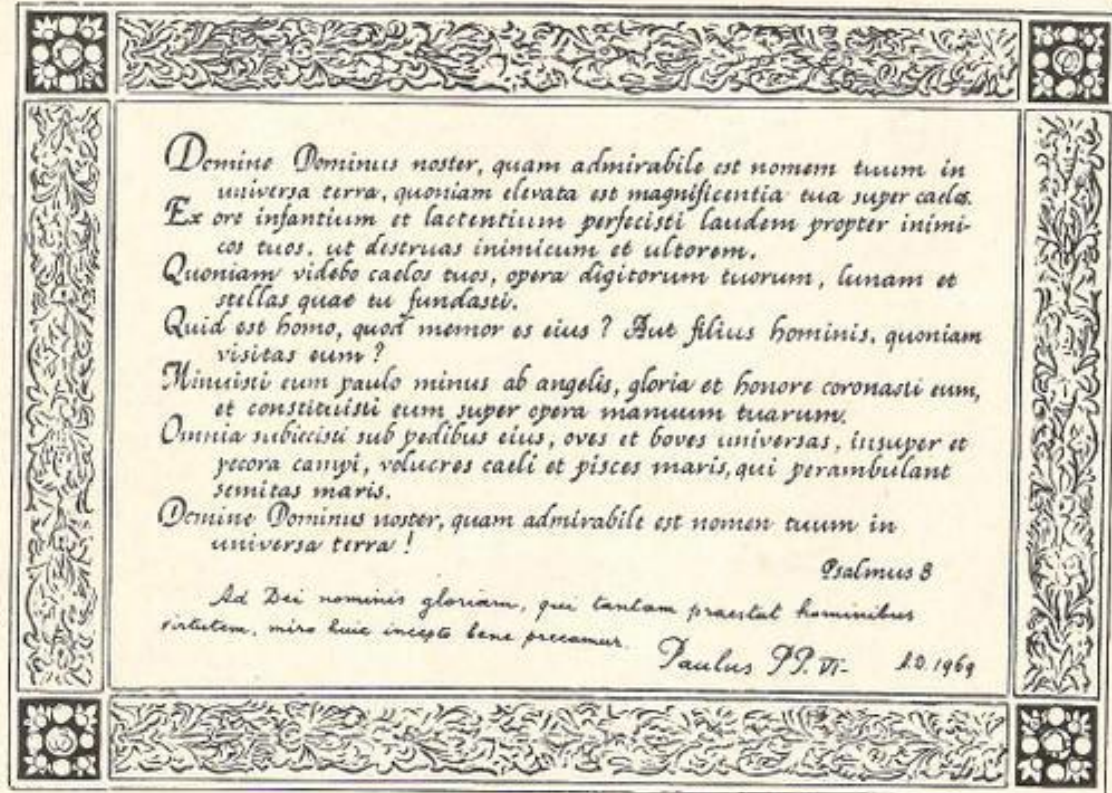 Domine Dominus noster, quam admirabile est nomem tuum in
universa terra, quoniam elevata est magnificentia tua super caelos.
Ex ore infantium et lactentium perfecisti laudem propter inimi-
cos tuos, ut destruas inimicum et ultorem.
Quoniam videbo caelos tuos, opera digitorum tuorum, lunam et
stellas quae tu fundasti.
Quid est homo, quod memor es eius ? Aut filius hominis, quoniam
visitas eum ?
Minuisti eum paulo minus ab angelis, gloria et honore coronasti eum,
et constituisti eum super opera manuum tuarum.
Omnia subiecisti sub pedibus eius, oves et boves universas, insuper et
pecora campi, volucres caeli et pisces maris, qui perambulant
semitas maris.
Domine Dominus noster, quam admirabile est nomen tuum in
universa terra !
Psalmus 8
Ad Dei nominis gloriam, qui tantam praestat hominibus
virtutem, miro huic incepto bene precamur.
Paulus PP. VI- A.D. 1969